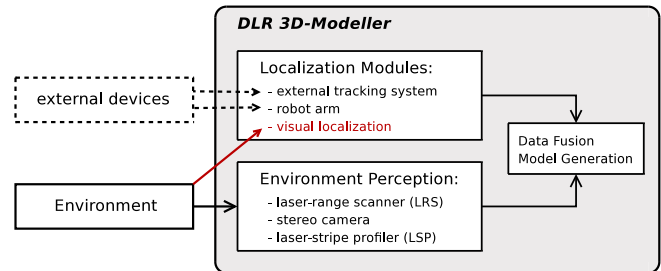 DLR 3D-Modeller
Localization Modules:
- external tracking system
- robot arm
- visual localization
external devices
Data Fusion
Model Generation
Environment
Environment Perception:
- laser-range scanner (LRS)
- stereo camera
- laser-stripe profiler (LSP)